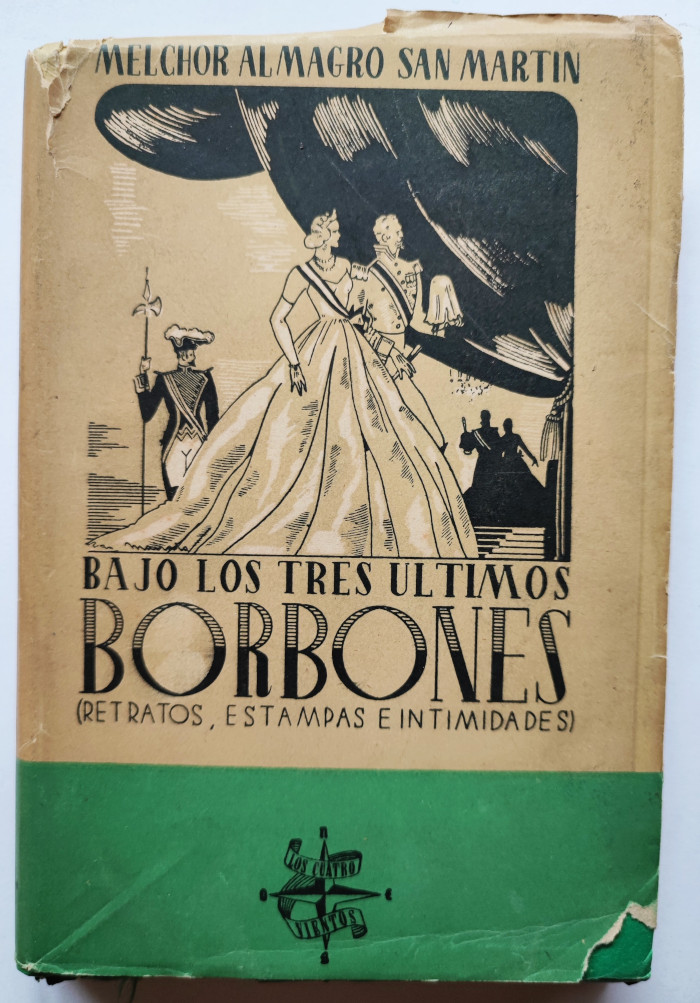 MELCHOR ALMAGRO SAN MARTIN
BAJO LOS TRES ULTIMOS
BORBONES
(RETRATOS, ESTAMPAS E INTIMIDADES)
n
LOS CUATRO
o e
VIENTOS
s